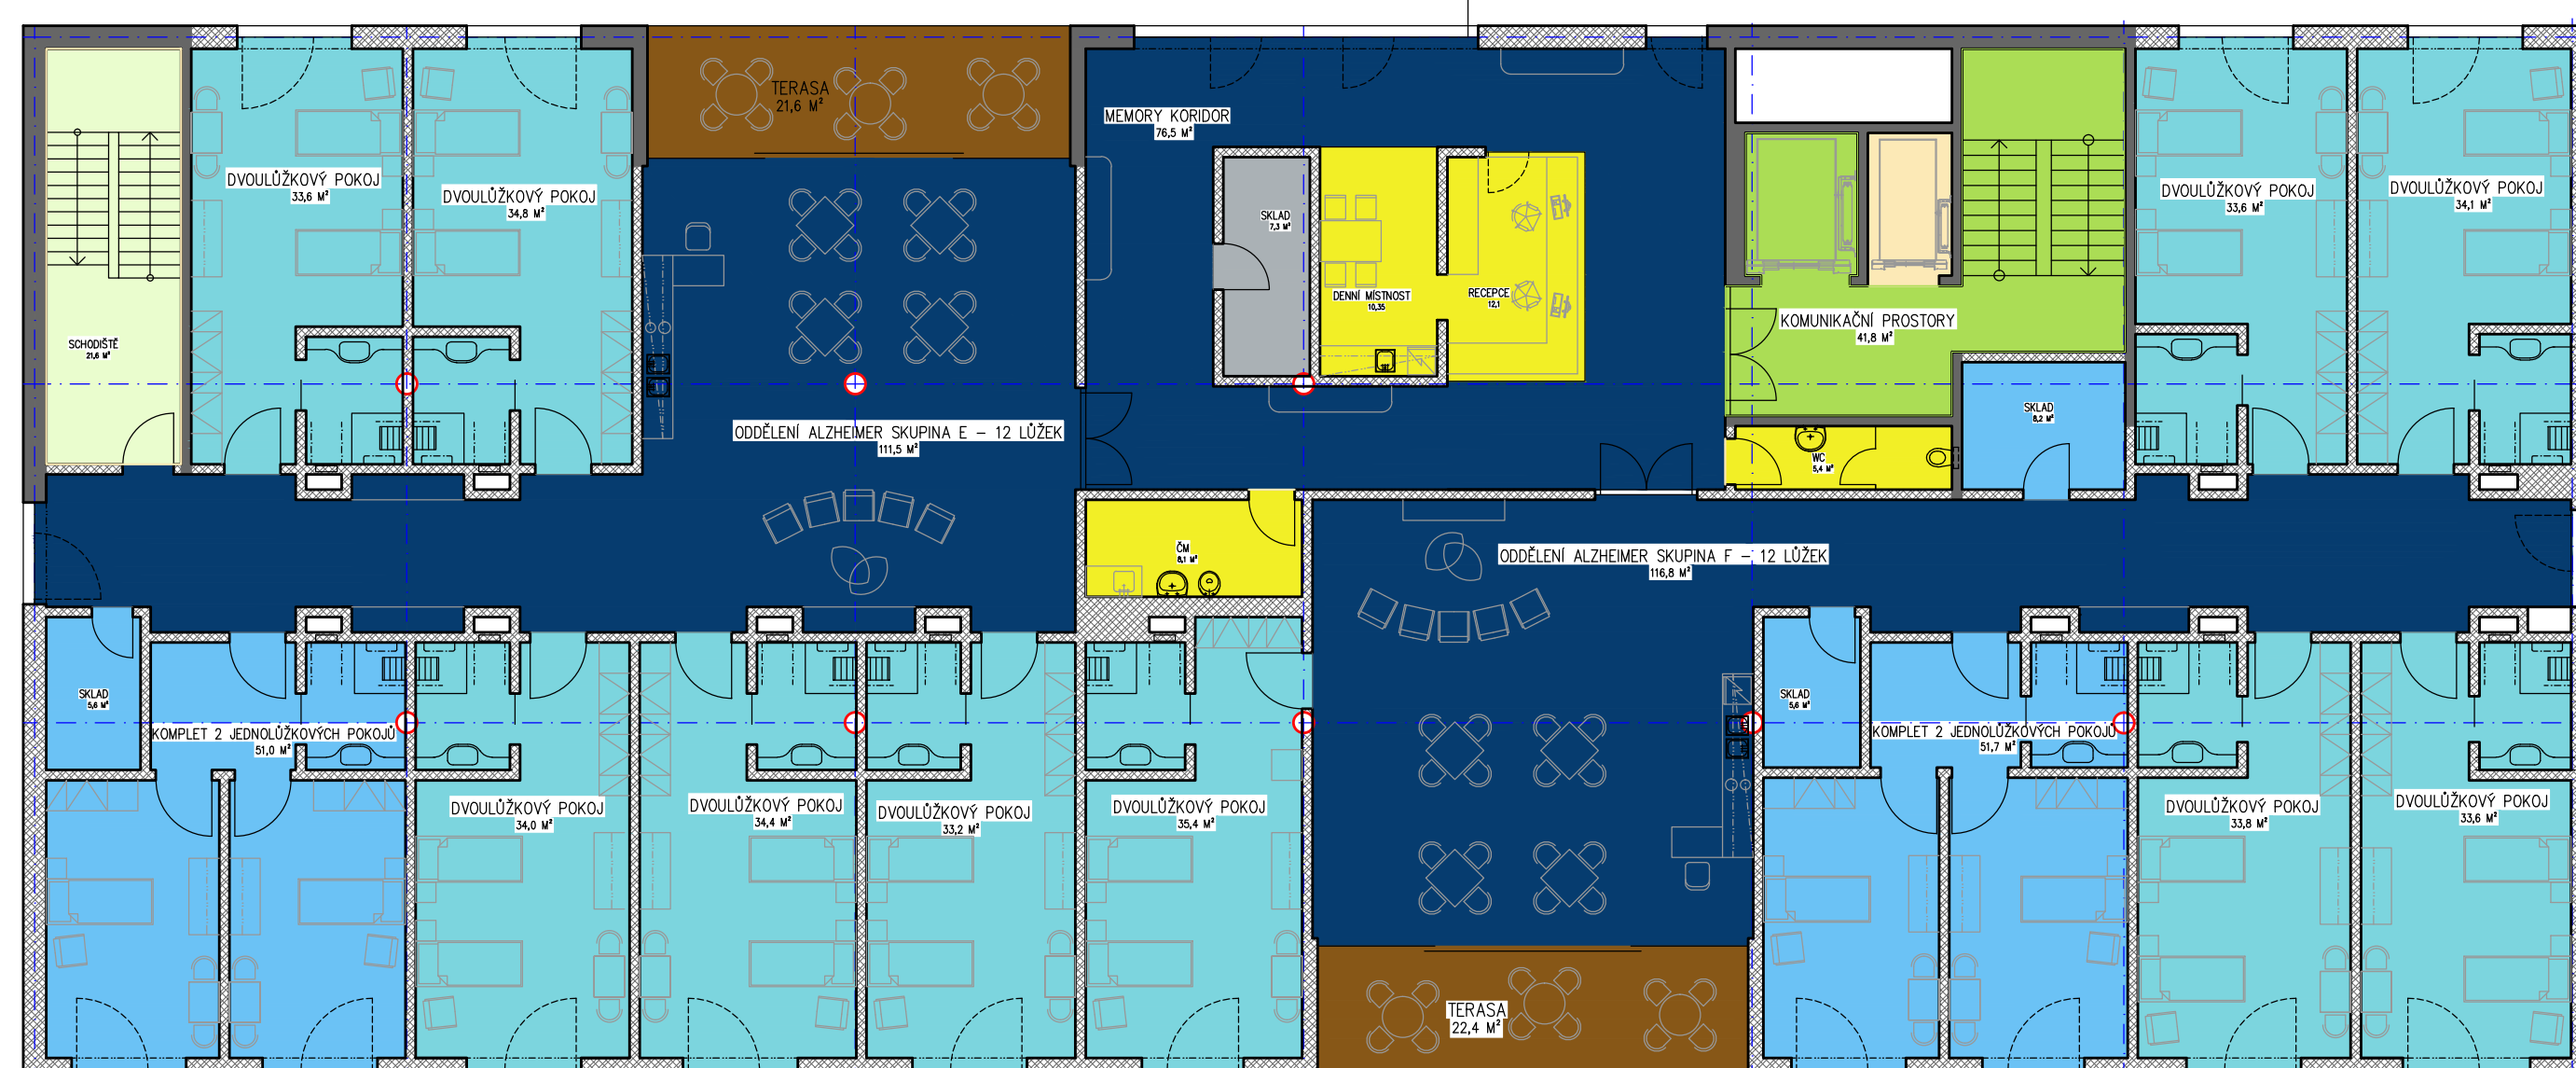 TERASA
21,6 M²
MEMORY KORIDOR
76,5 M²
DVOULŮŽKOVÝ POKOJ
33,6 M²
DVOULŮŽKOVÝ POKOJ
34,8 M²
SKLAD
7,3 M²
DVOULŮŽKOVÝ POKOJ
33,6 M²
DVOULŮŽKOVÝ POKOJ
34,1 M²
DENNÍ MÍSTNOST
10,35
RECEPCE
12,1
KOMUNIKAČNÍ PROSTORY
41,8 M²
SCHODIŠTĚ
21,6 M²
SKLAD
8,2 M²
ODDĚLENÍ ALZHEIMER SKUPINA E – 12 LŮŽEK
111,5 M²
WC
5,4 M²
ČM
8,1 M²
ODDĚLENÍ ALZHEIMER SKUPINA F – 12 LŮŽEK
116,8 M²
SKLAD
5,6 M²
SKLAD
5,6 M²
KOMPLET 2 JEDNOLŮŽKOVÝCH POKOJŮ
51,0 M²
KOMPLET 2 JEDNOLŮŽKOVÝCH POKOJŮ
51,7 M²
DVOULŮŽKOVÝ POKOJ
34,0 M²
DVOULŮŽKOVÝ POKOJ
34,4 M²
DVOULŮŽKOVÝ POKOJ
33,2 M²
DVOULŮŽKOVÝ POKOJ
35,4 M²
DVOULŮŽKOVÝ POKOJ
33,8 M²
DVOULŮŽKOVÝ POKOJ
33,6 M²
TERASA
22,4 M²